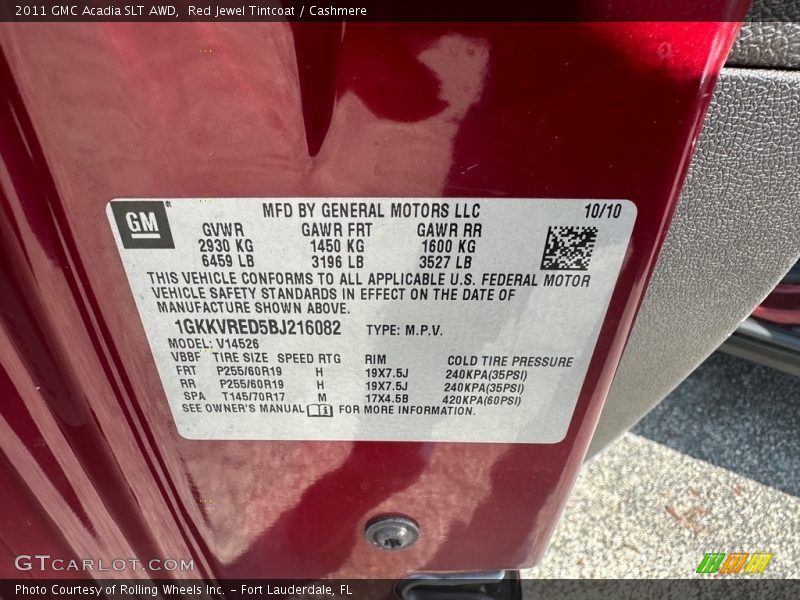 2011 GMC Acadia SLT AWD, Red Jewel Tintcoat / Cashmere
GM ® MFD BY GENERAL MOTORS LLC 10/10
GVWR GAWR FRT GAWR RR
2930 KG 1450 KG 1600 KG
6459 LB 3196 LB 3527 LB
THIS VEHICLE CONFORMS TO ALL APPLICABLE U.S. FEDERAL MOTOR
VEHICLE SAFETY STANDARDS IN EFFECT ON THE DATE OF
MANUFACTURE SHOWN ABOVE.
1GKKVRED5BJ216082 TYPE: M.P.V.
MODEL: V14526
VBBF TIRE SIZE SPEED RTG RIM COLD TIRE PRESSURE
FRT P255/60R19 H 19X7.5J 240KPA(35PSI)
RR P255/60R19 H 19X7.5J 240KPA(35PSI)
SPA T145/70R17 M 17X4.5B 420KPA(60PSI)
SEE OWNER'S MANUAL FOR MORE INFORMATION.
GTCARLOT.COM
Photo Courtesy of Rolling Wheels Inc. – Fort Lauderdale, FL